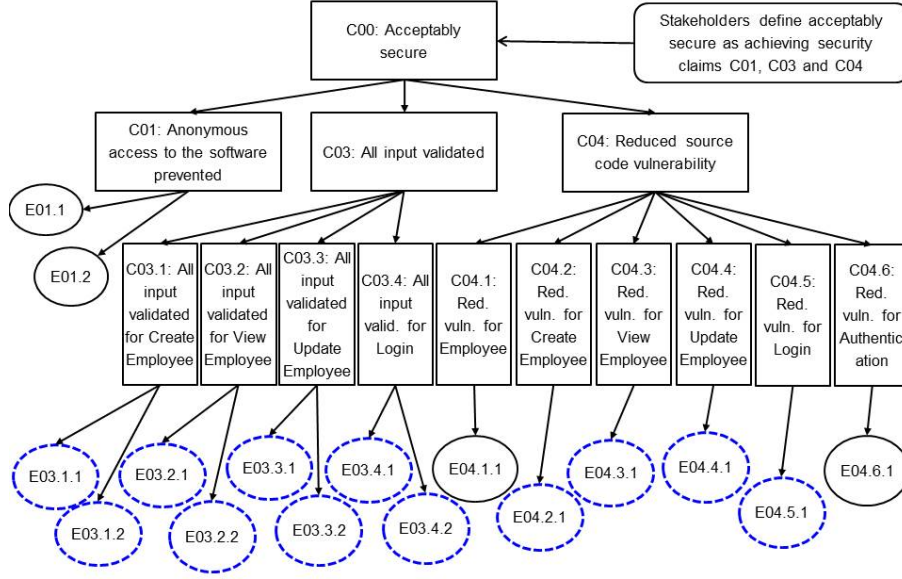 C00: Acceptably
secure
Stakeholders define acceptably
secure as achieving security
claims C01, C03 and C04
C01: Anonymous
access to the software
prevented
C03: All input validated
C04: Reduced source
code vulnerability
E01.1
E01.2
C03.1: All
input
validated
for Create
Employee
C03.2: All
input
validated
for View
Employee
C03.3: All
input
validated
for
Update
Employee
C03.4: All
input
valid. for
Login
C04.1:
Red.
vuln. for
Employee
C04.2:
Red.
vuln. for
Create
Employee
C04.3:
Red.
vuln. for
View
Employee
C04.4:
Red.
vuln. for
Update
Employee
C04.5:
Red.
vuln. for
Login
C04.6:
Red.
vuln. for
Authentic
ation
E03.1.1
E03.1.2
E03.2.1
E03.2.2
E03.3.1
E03.3.2
E03.4.1
E03.4.2
E04.1.1
E04.2.1
E04.3.1
E04.4.1
E04.5.1
E04.6.1